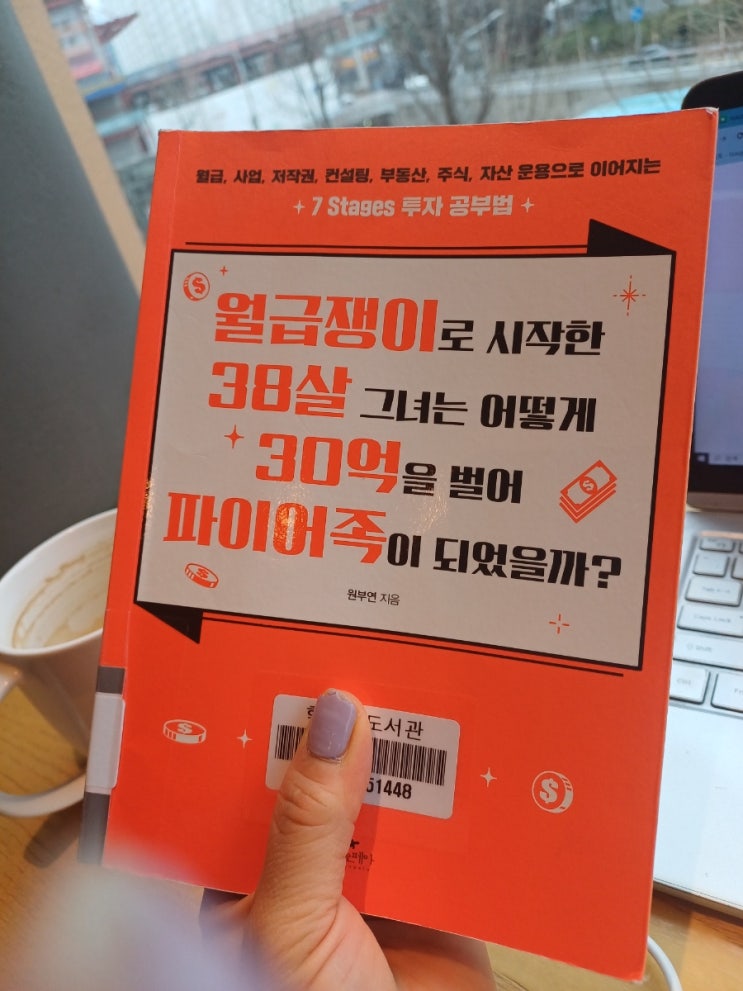 월급, 사업, 저작권, 컨설팅, 부동산, 주식, 자산 운용으로 이어지는
7 Stages 투자 공부법
월급쟁이로 시작한
38살 그녀는 어떻게
30억을 벌어
파이어족이 되었을까?
원부연 지음
도서관
51448